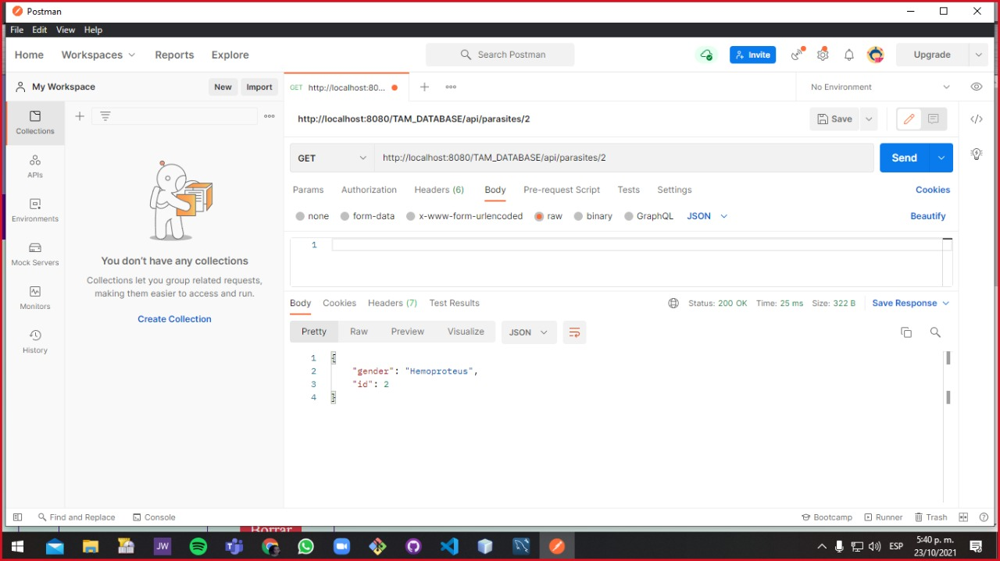 Postman
File Edit View Help
Home Workspaces Reports Explore Search Postman Invite Upgrade
My Workspace New Import GET http://localhost:80... No Environment
Collections
APIs
Environments
Mock Servers
Monitors
History
You don't have any collections
Collections let you group related requests,
making them easier to access and run.
Create Collection
http://localhost:8080/TAM_DATABASE/api/parasites/2 Save
GET http://localhost:8080/TAM_DATABASE/api/parasites/2 Send
Params Authorization Headers (6) Body Pre-request Script Tests Settings Cookies
none form-data x-www-form-urlencoded raw binary GraphQL JSON Beautify
1
Body Cookies Headers (7) Test Results Status: 200 OK Time: 25 ms Size: 322 B Save Response
Pretty Raw Preview Visualize JSON
1 {
2 "gender": "Hemoproteus",
3 "id": 2
4 }
Find and Replace Console Bootcamp Runner Trash
Borrar
JW ESP 5:40 p. m.
23/10/2021